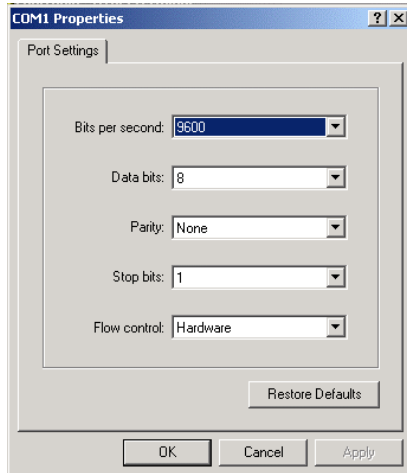 COM1 Properties
Port Settings
Bits per second: 9600
Data bits: 8
Parity: None
Stop bits: 1
Flow control: Hardware
Restore Defaults
OK Cancel Apply